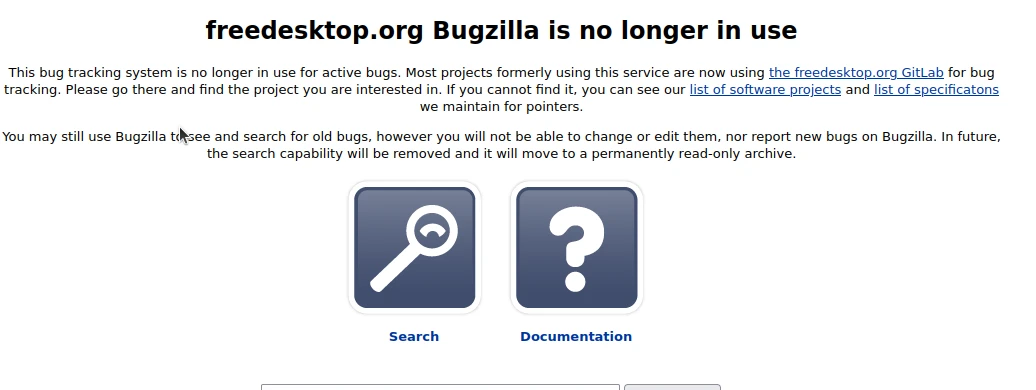 freedesktop.org Bugzilla is no longer in use
This bug tracking system is no longer in use for active bugs. Most projects formerly using this service are now using the freedesktop.org GitLab for bug
tracking. Please go there and find the project you are interested in. If you cannot find it, you can see our list of software projects and list of specificatons
we maintain for pointers.
You may still use Bugzilla to see and search for old bugs, however you will not be able to change or edit them, nor report new bugs on Bugzilla. In future,
the search capability will be removed and it will move to a permanently read-only archive.
Search
Documentation